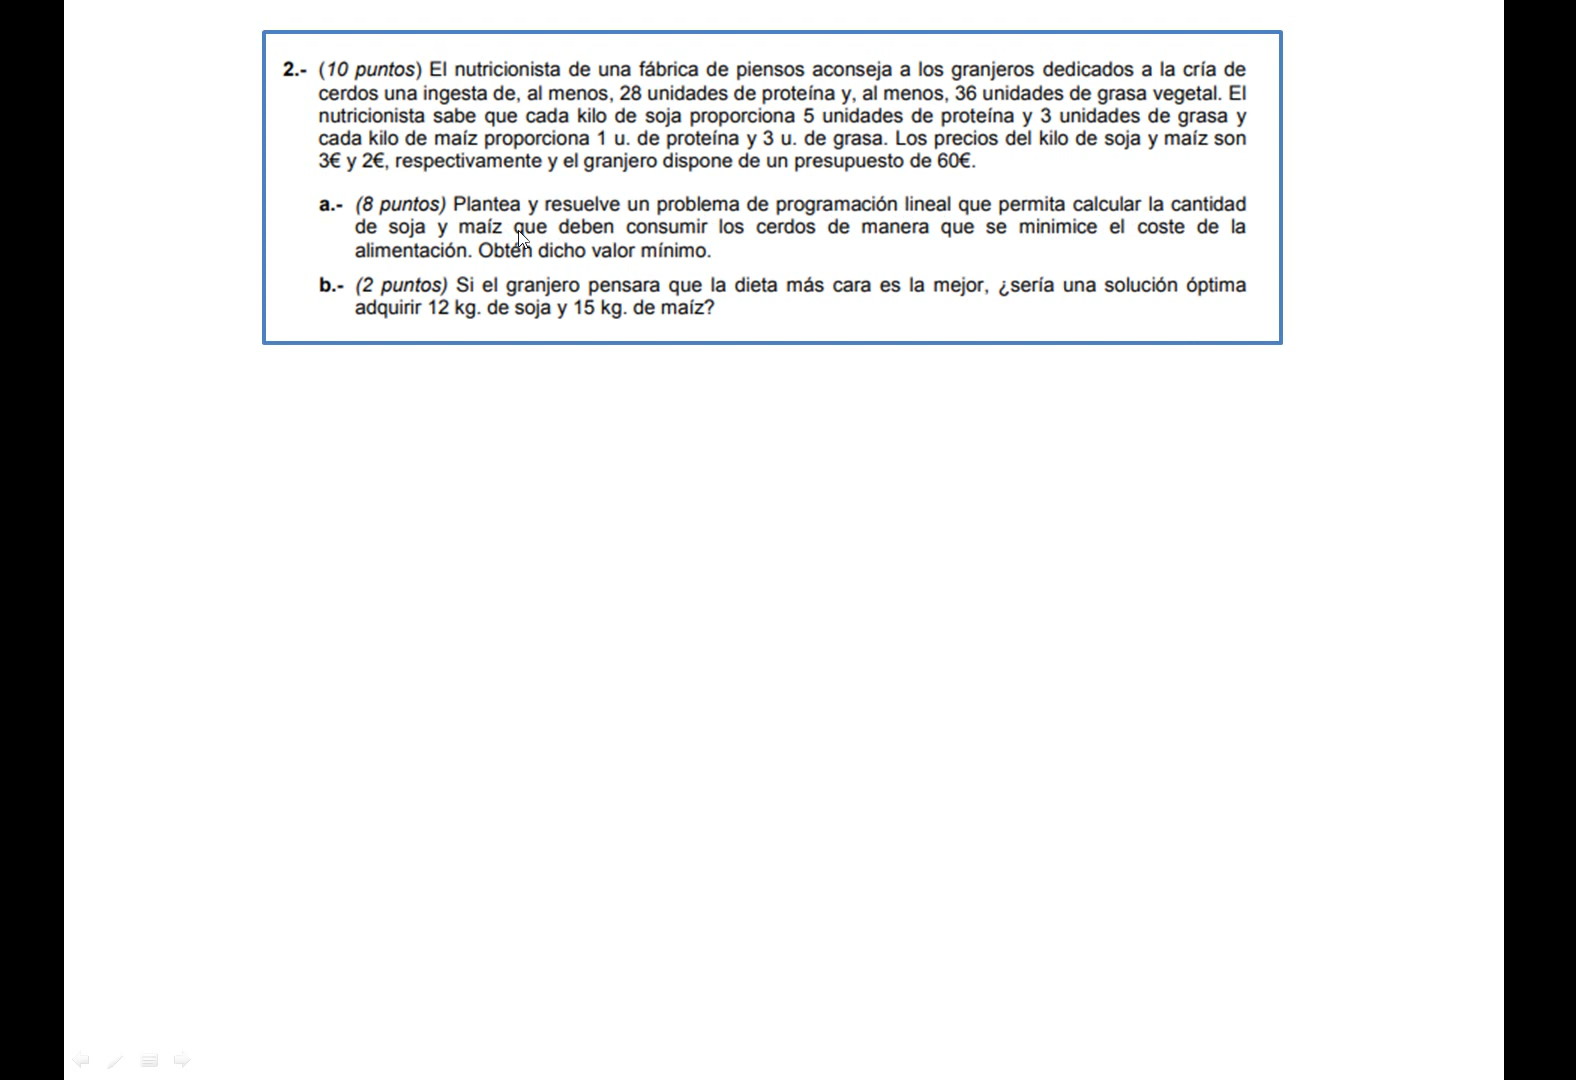 2.- (10 puntos) El nutricionista de una fábrica de piensos aconseja a los granjeros dedicados a la cría de
cerdos una ingesta de, al menos, 28 unidades de proteína y, al menos, 36 unidades de grasa vegetal. El
nutricionista sabe que cada kilo de soja proporciona 5 unidades de proteína y 3 unidades de grasa y
cada kilo de maíz proporciona 1 u. de proteína y 3 u. de grasa. Los precios del kilo de soja y maíz son
3€ y 2€, respectivamente y el granjero dispone de un presupuesto de 60€.
a.- (8 puntos) Plantea y resuelve un problema de programación lineal que permita calcular la cantidad
de soja y maíz que deben consumir los cerdos de manera que se minimice el coste de la
alimentación. Obtén dicho valor mínimo.
b.- (2 puntos) Si el granjero pensara que la dieta más cara es la mejor, ¿sería una solución óptima
adquirir 12 kg. de soja y 15 kg. de maíz?